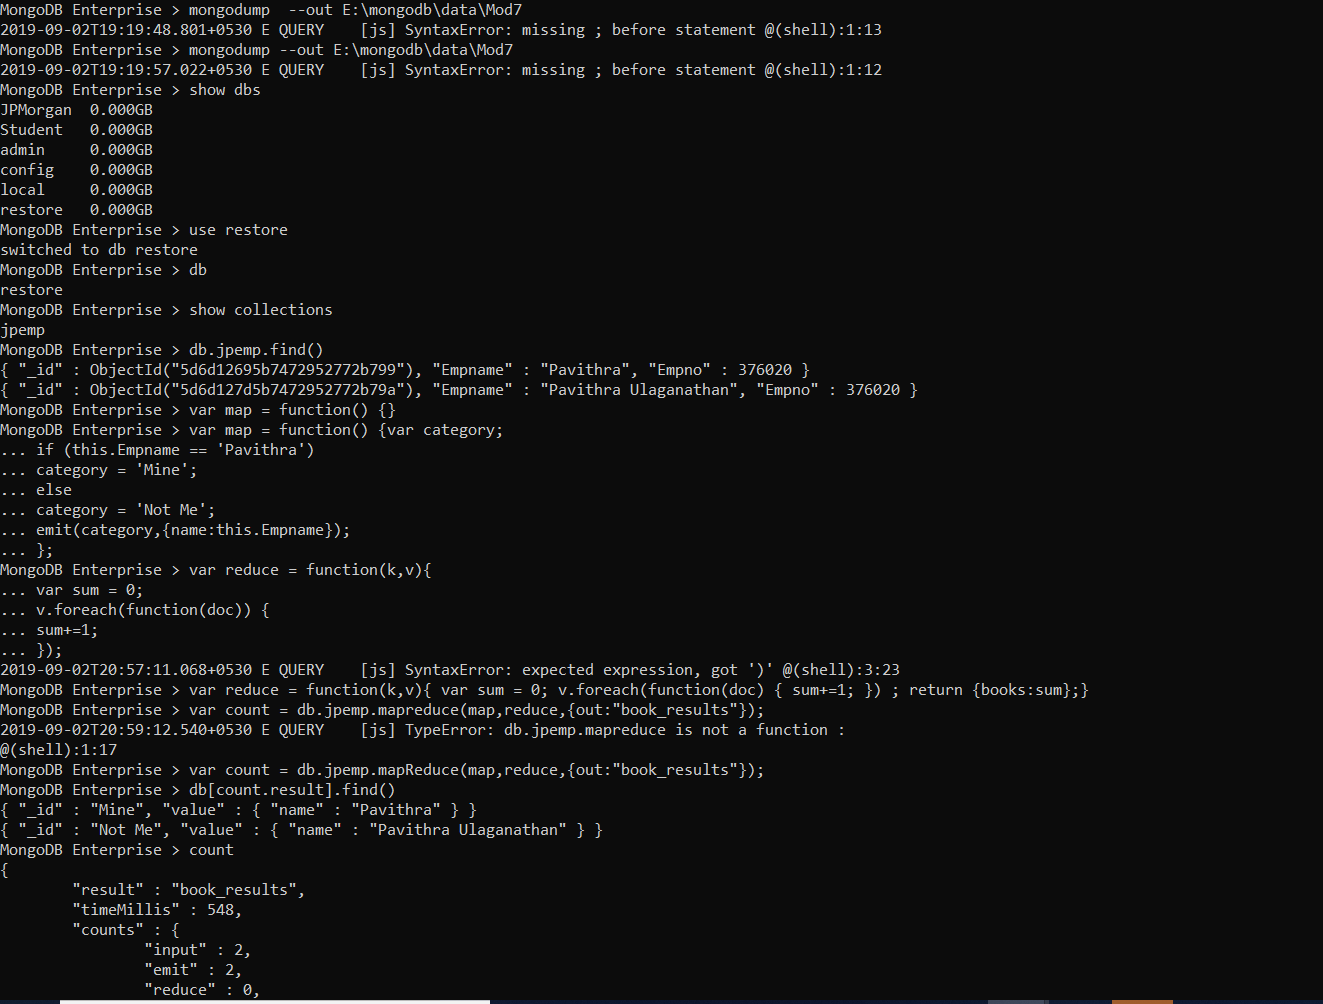 MongoDB Enterprise > mongodump  --out E:\mongodb\data\Mod7
2019-09-02T19:19:48.801+0530 E QUERY    [js] SyntaxError: missing ; before statement @(shell):1:13
MongoDB Enterprise > mongodump --out E:\mongodb\data\Mod7
2019-09-02T19:19:57.022+0530 E QUERY    [js] SyntaxError: missing ; before statement @(shell):1:12
MongoDB Enterprise > show dbs
JPMorgan  0.000GB
Student   0.000GB
admin     0.000GB
config    0.000GB
local     0.000GB
restore   0.000GB
MongoDB Enterprise > use restore
switched to db restore
MongoDB Enterprise > db
restore
MongoDB Enterprise > show collections
jpemp
MongoDB Enterprise > db.jpemp.find()
{ "_id" : ObjectId("5d6d12695b7472952772b799"), "Empname" : "Pavithra", "Empno" : 376020 }
{ "_id" : ObjectId("5d6d127d5b7472952772b79a"), "Empname" : "Pavithra Ulaganathan", "Empno" : 376020 }
MongoDB Enterprise > var map = function() {}
MongoDB Enterprise > var map = function() {var category;
... if (this.Empname == 'Pavithra')
... category = 'Mine';
... else
... category = 'Not Me';
... emit(category,{name:this.Empname});
... };
MongoDB Enterprise > var reduce = function(k,v){
... var sum = 0;
... v.foreach(function(doc)) {
... sum+=1;
... });
2019-09-02T20:57:11.068+0530 E QUERY    [js] SyntaxError: expected expression, got ')' @(shell):3:23
MongoDB Enterprise > var reduce = function(k,v){ var sum = 0; v.foreach(function(doc) { sum+=1; }) ; return {books:sum};}
MongoDB Enterprise > var count = db.jpemp.mapreduce(map,reduce,{out:"book_results"});
2019-09-02T20:59:12.540+0530 E QUERY    [js] TypeError: db.jpemp.mapreduce is not a function :
@(shell):1:17
MongoDB Enterprise > var count = db.jpemp.mapReduce(map,reduce,{out:"book_results"});
MongoDB Enterprise > db[count.result].find()
{ "_id" : "Mine", "value" : { "name" : "Pavithra" } }
{ "_id" : "Not Me", "value" : { "name" : "Pavithra Ulaganathan" } }
MongoDB Enterprise > count
{
        "result" : "book_results",
        "timeMillis" : 548,
        "counts" : {
                "input" : 2,
                "emit" : 2,
                "reduce" : 0,